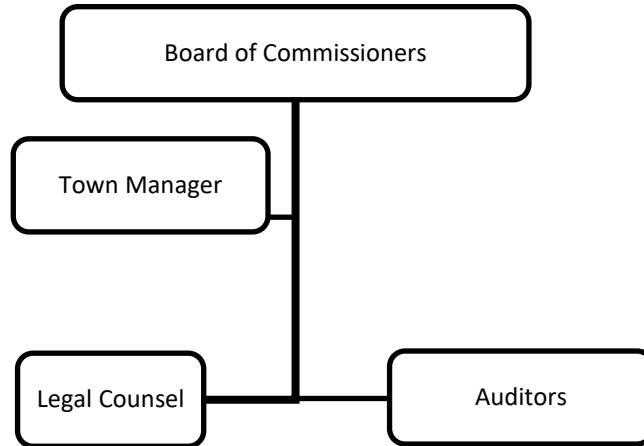 Board of Commissioners
Town Manager
Legal Counsel
Auditors